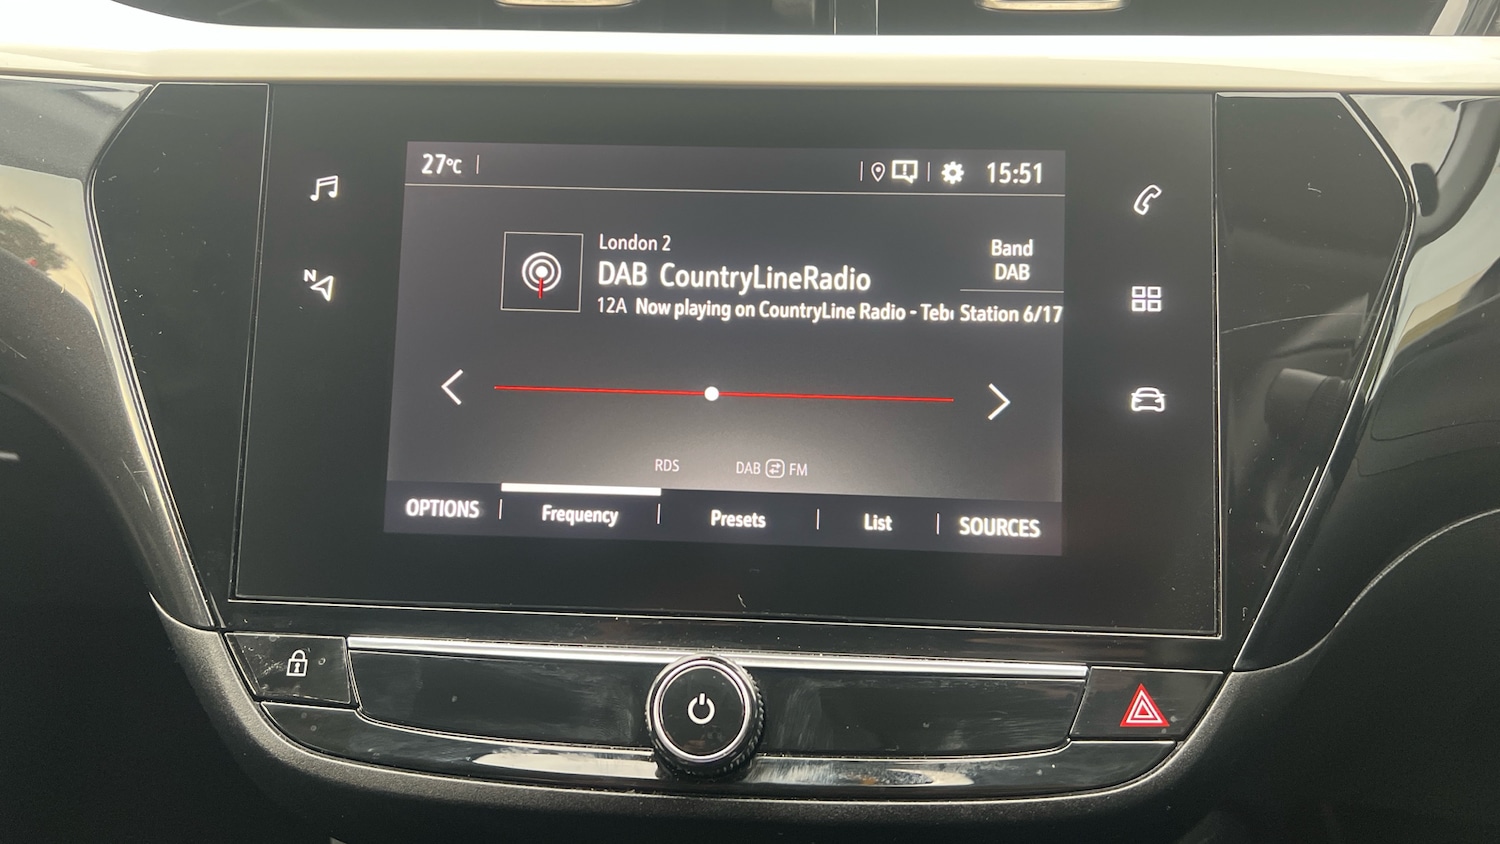 27°C 15:51
London 2
DAB CountryLineRadio
Band
DAB
12A Now playing on CountryLine Radio - Station 6/17
N
RDS DAB FM
OPTIONS Frequency Presets List SOURCES